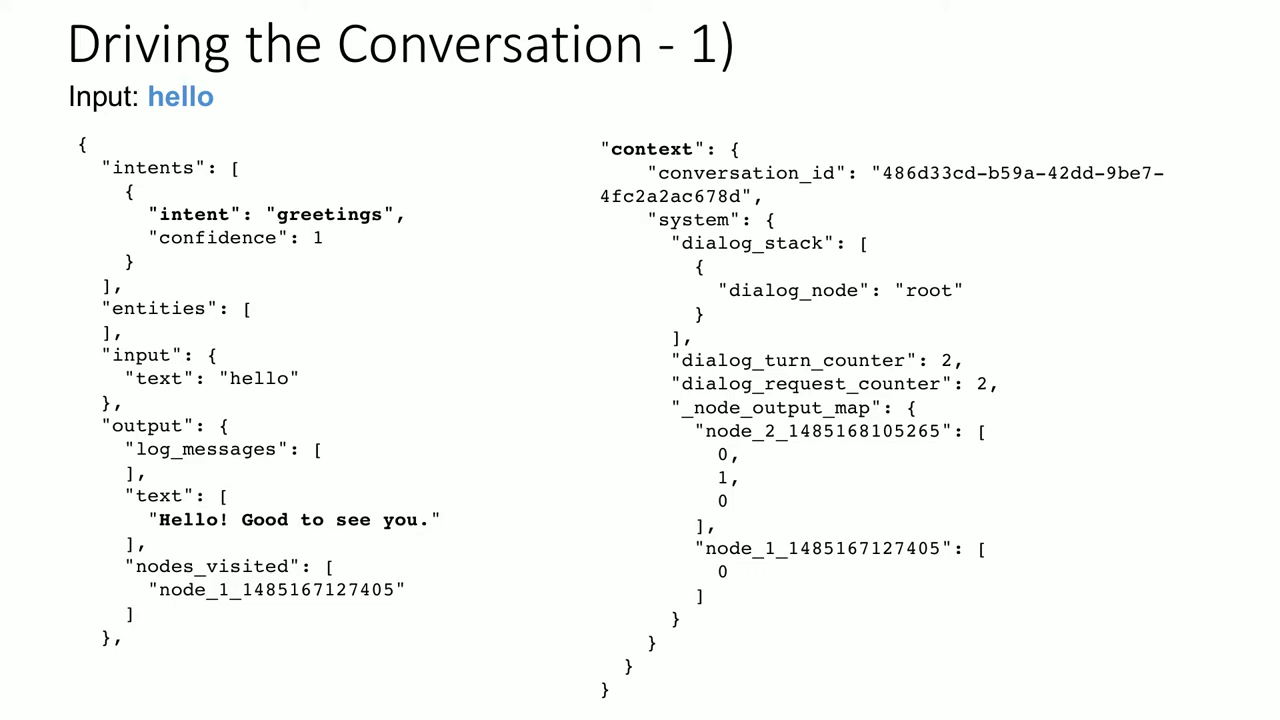 Driving the Conversation - 1)
Input: hello
{
  "intents": [
    {
      "intent": "greetings",
      "confidence": 1
    }
  ],
  "entities": [
  ],
  "input": {
    "text": "hello"
  },
  "output": {
    "log_messages": [
    ],
    "text": [
      "Hello! Good to see you."
    ],
    "nodes_visited": [
      "node_1_1485167127405"
    ]
  },
"context": {
    "conversation_id": "486d33cd-b59a-42dd-9be7-
4fc2a2ac678d",
    "system": {
      "dialog_stack": [
        {
          "dialog_node": "root"
        }
      ],
      "dialog_turn_counter": 2,
      "dialog_request_counter": 2,
      "_node_output_map": {
        "node_2_1485168105265": [
          0,
          1,
          0
        ],
        "node_1_1485167127405": [
          0
        ]
      }
    }
  }
}